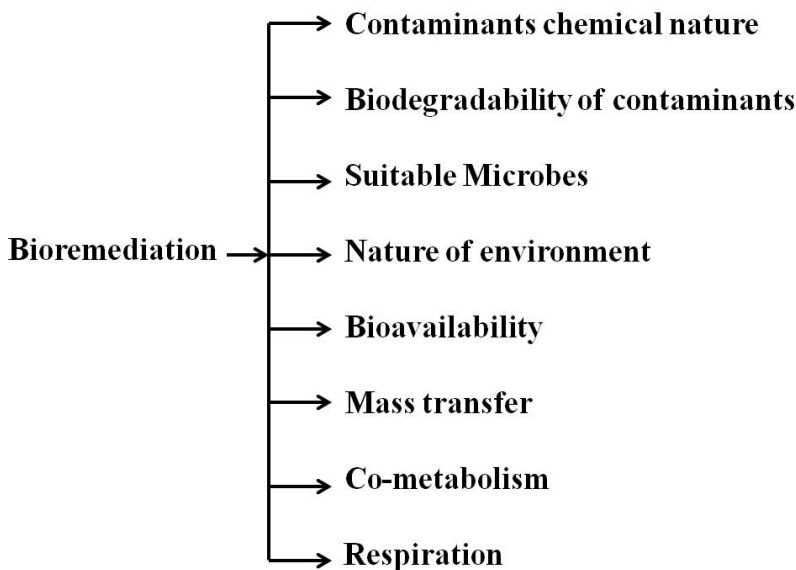 Contaminants chemical nature
Biodegradability of contaminants
Suitable Microbes
Bioremediation
Nature of environment
Bioavailability
Mass transfer
Co-metabolism
Respiration